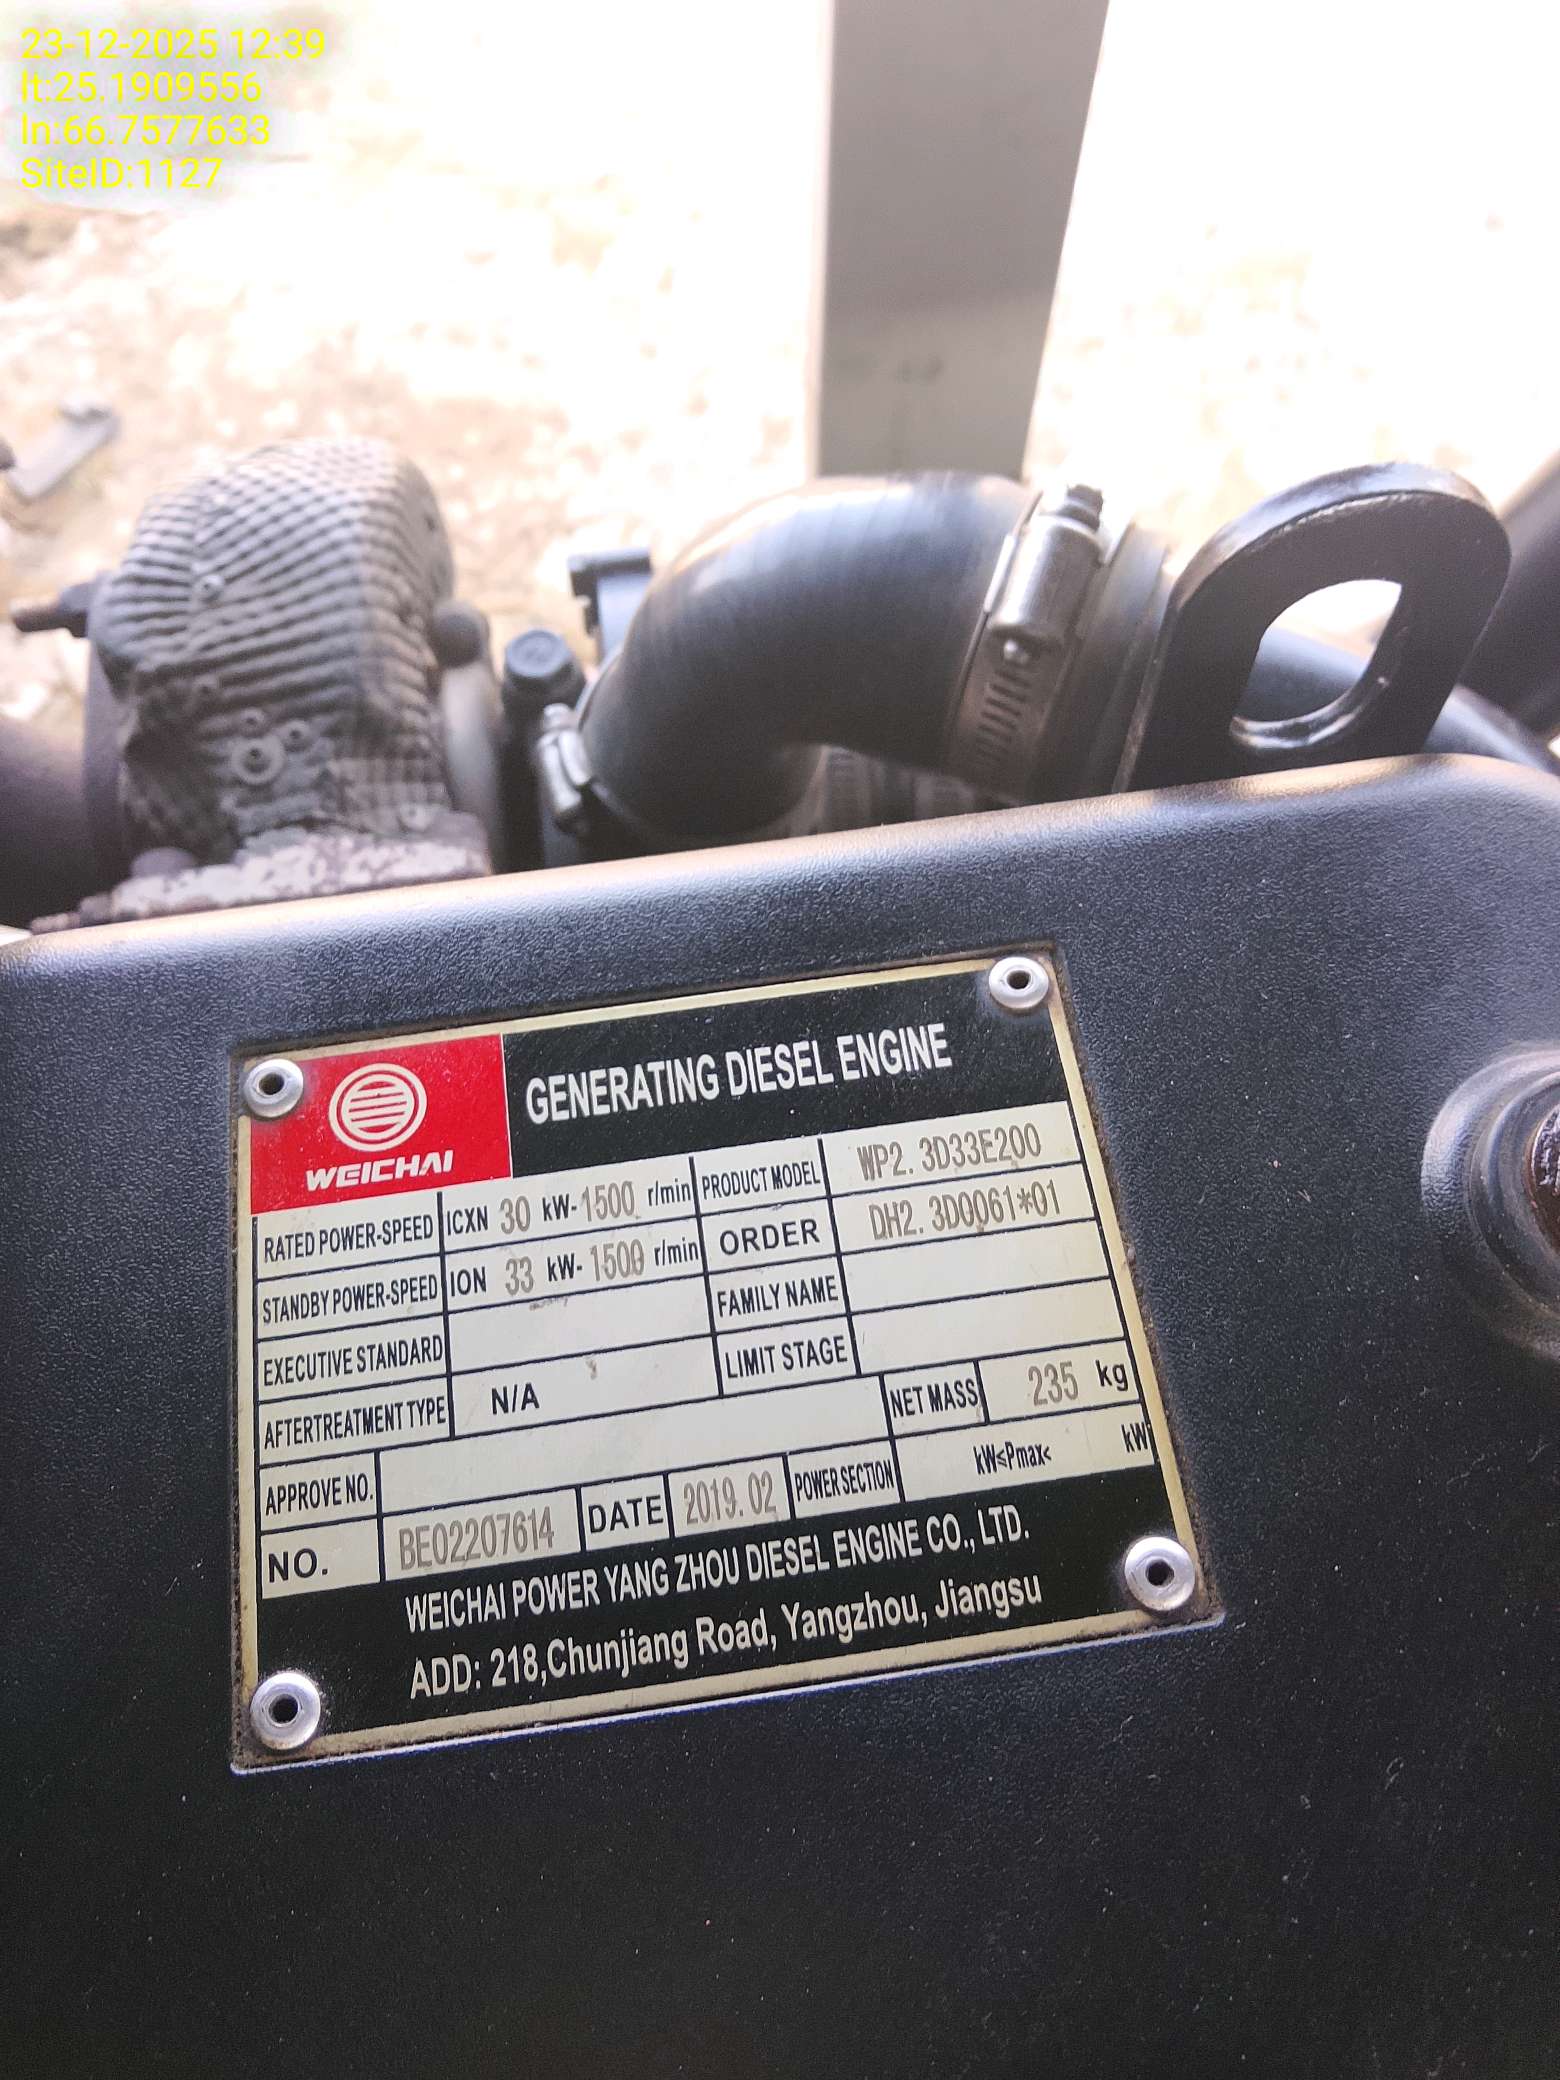 23-12-2025 12:39
lt:25.1909556
ln:66.7577633
SiteID:1127
WEICHAI
GENERATING DIESEL ENGINE
RATED POWER-SPEED ICXN 30 kW- 1500 r/min PRODUCT MODEL WP2.3D33E200
STANDBY POWER-SPEED ION 33 kW- 1500 r/min ORDER DH2.3D0061*01
EXECUTIVE STANDARD FAMILY NAME
AFTERTREATMENT TYPE N/A LIMIT STAGE
APPROVE NO. NET MASS 235 kg
NO. BE02207614 DATE 2019.02 POWER SECTION kW≤Pmax< kW
WEICHAI POWER YANG ZHOU DIESEL ENGINE CO., LTD.
ADD: 218,Chunjiang Road, Yangzhou, Jiangsu